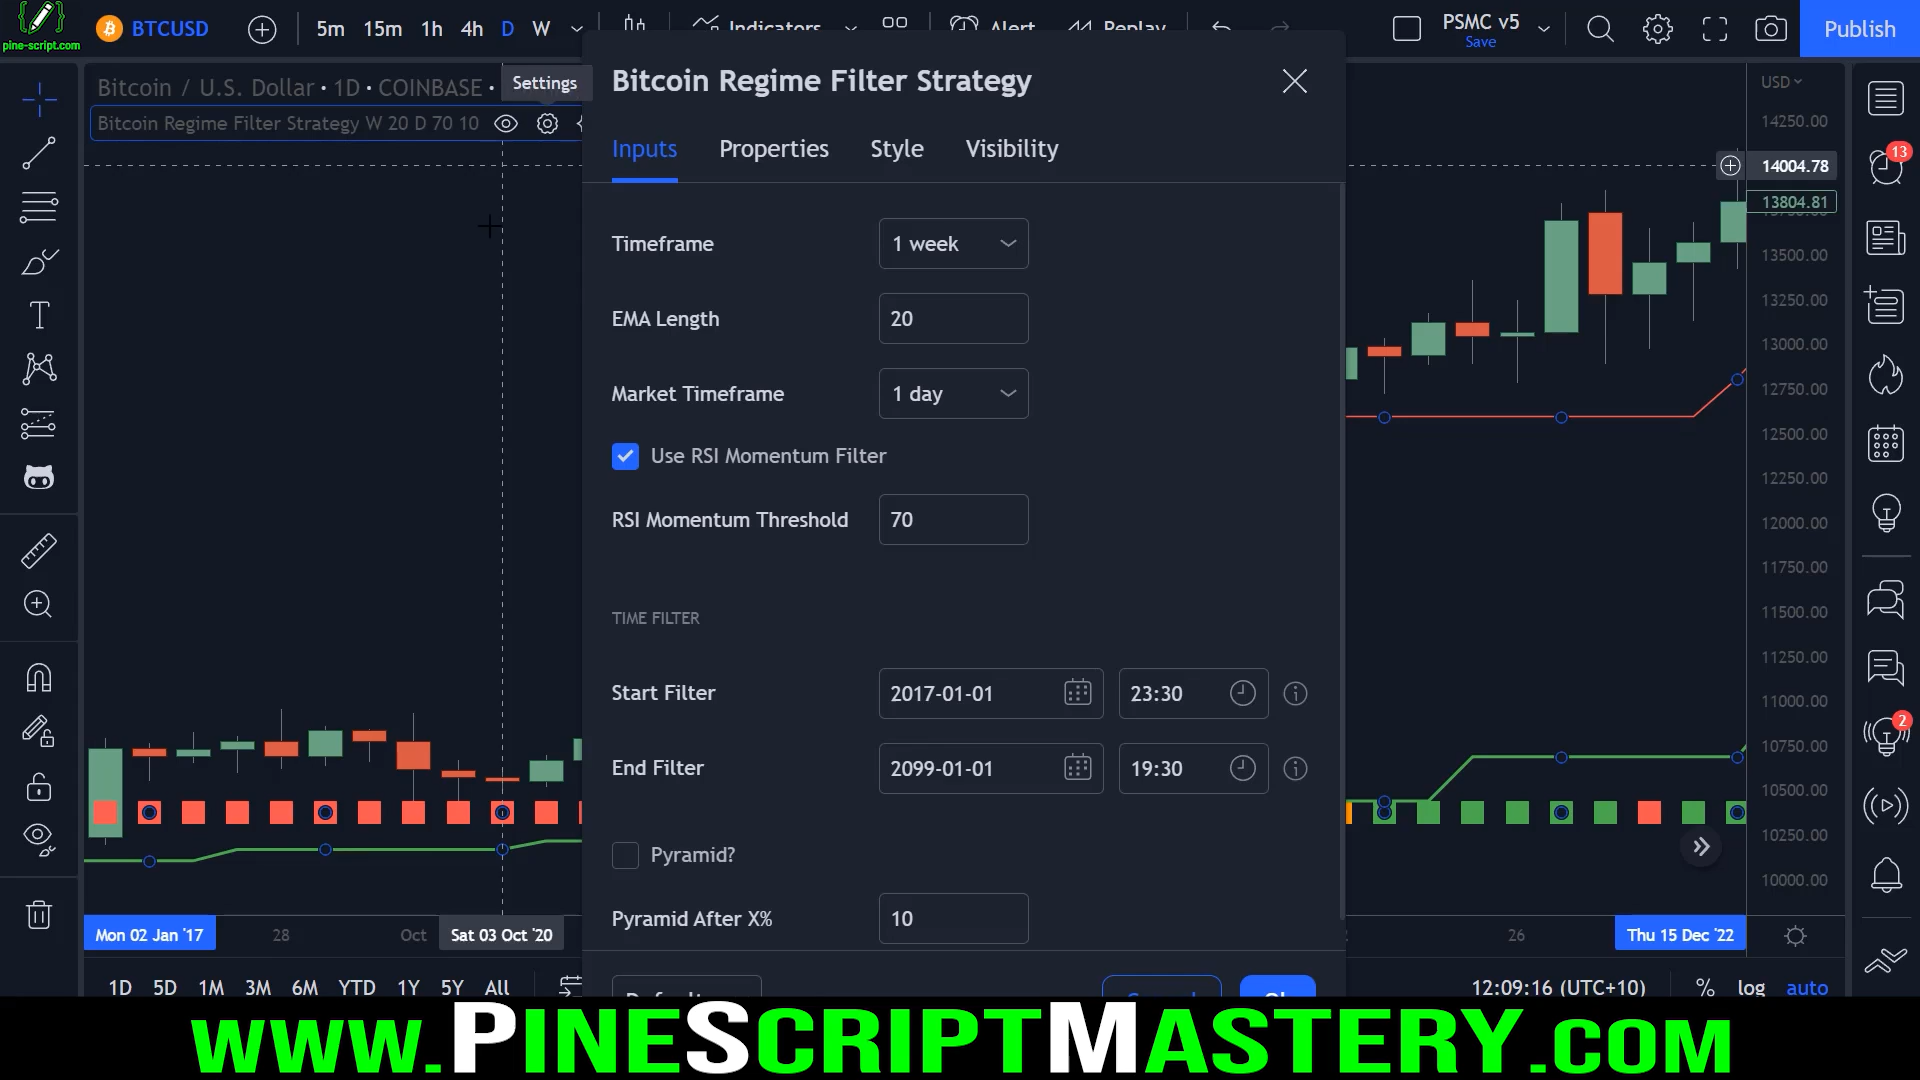 pine-script.com
BTCUSD
5m 15m 1h 4h D W
Indicators
Alert
Replay
PSMC v5
Save
Publish
Bitcoin / U.S. Dollar • 1D • COINBASE •
Settings
Bitcoin Regime Filter Strategy W 20 D 70 10
Bitcoin Regime Filter Strategy
Inputs Properties Style Visibility
Timeframe 1 week
EMA Length 20
Market Timeframe 1 day
Use RSI Momentum Filter
RSI Momentum Threshold 70
TIME FILTER
Start Filter 2017-01-01 23:30
End Filter 2099-01-01 19:30
Pyramid?
Pyramid After X% 10
USD
14250.00
14004.78
13804.81
13500.00
13250.00
13000.00
12750.00
12500.00
12250.00
12000.00
11750.00
11500.00
11250.00
11000.00
10750.00
10500.00
10250.00
10000.00
13
2
Mon 02 Jan '17 28 Oct Sat 03 Oct '20 26 Thu 15 Dec '22
1D 5D 1M 3M 6M YTD 1Y 5Y All
12:09:16 (UTC+10) % log auto
www.PineScriptMastery.com